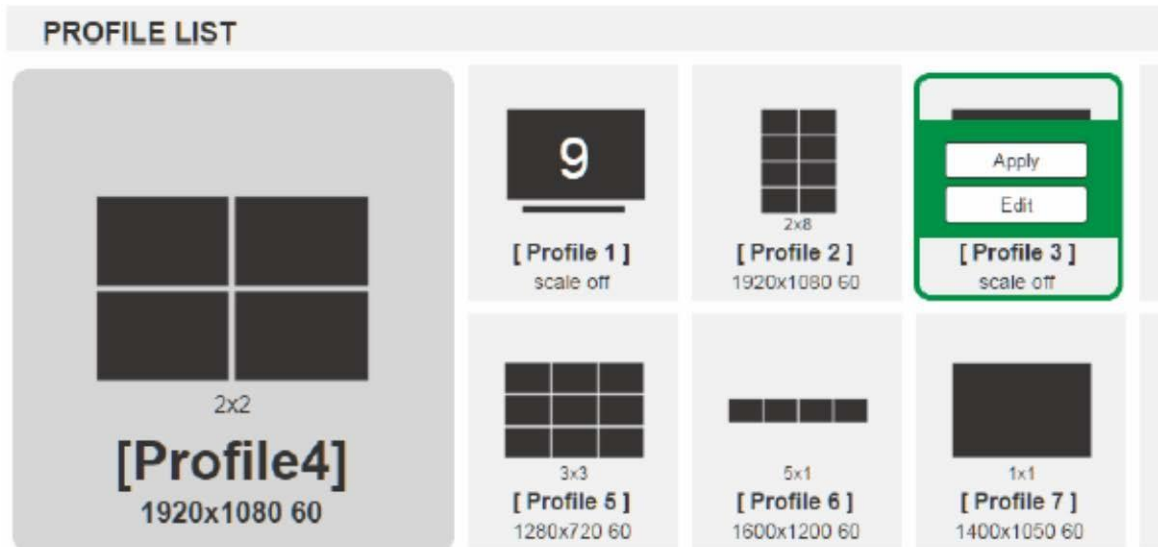 PROFILE LIST
2x2
[Profile4]
1920x1080 60
9
[ Profile 1 ]
scale off
2x8
[ Profile 2 ]
1920x1080 60
Apply
Edit
[ Profile 3 ]
scale off
3x3
[ Profile 5 ]
1280x720 60
5x1
[ Profile 6 ]
1600x1200 60
1x1
[ Profile 7 ]
1400x1050 60